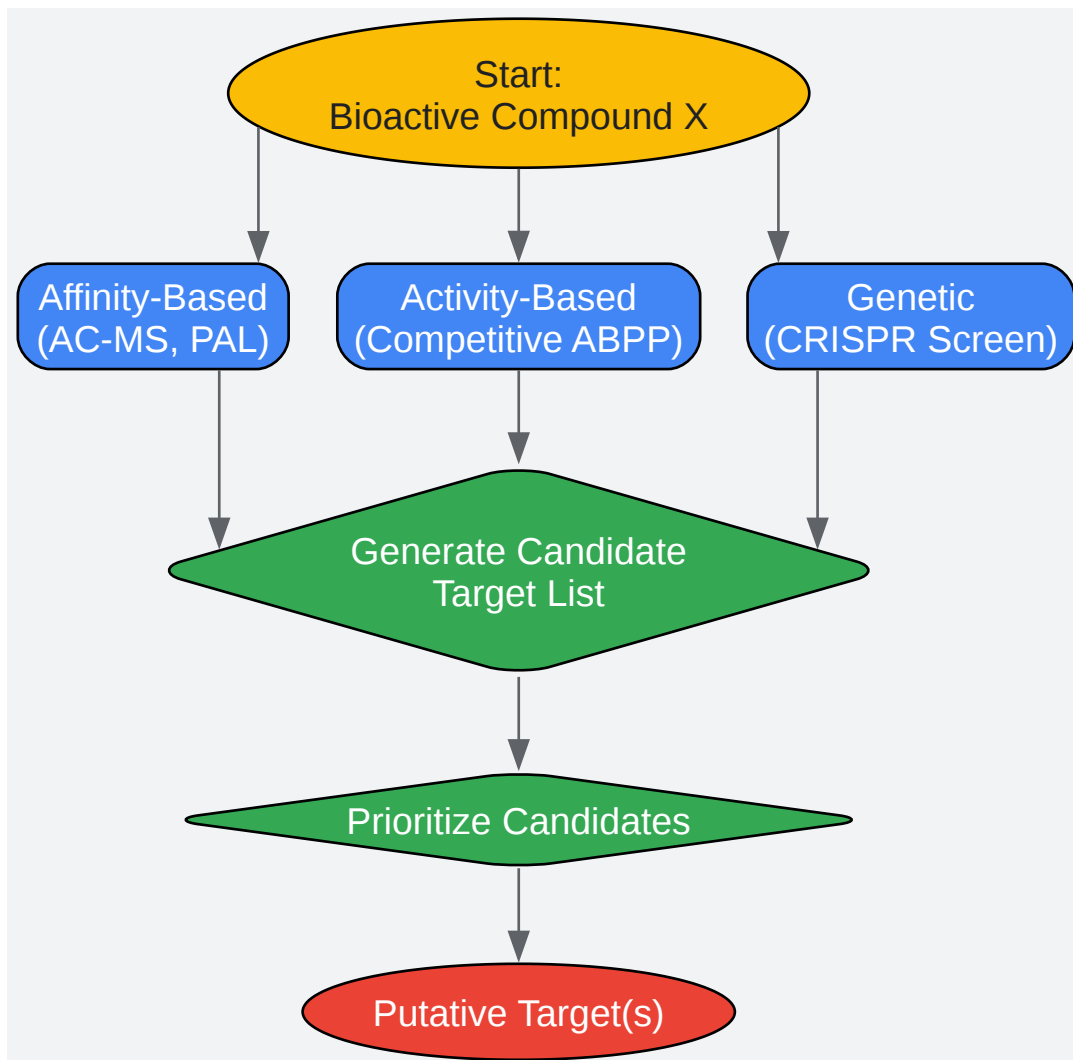 Start:
Bioactive Compound X
Affinity-Based
(AC-MS, PAL)
Activity-Based
(Competitive ABPP)
Genetic
(CRISPR Screen)
Generate Candidate
Target List
Prioritize Candidates
Putative Target(s)